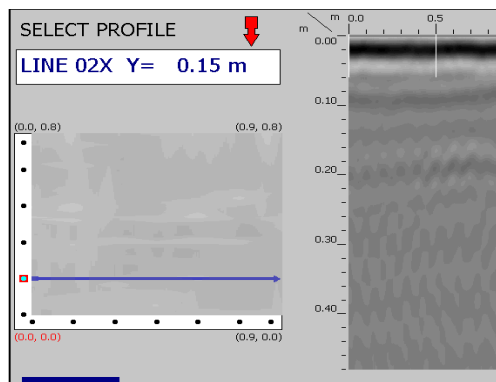 SELECT PROFILE
LINE 02X Y= 0.15 m
(0.0, 0.8) (0.9, 0.8)
(0.0, 0.0) (0.9, 0.0)
m 0.0 0.5
m
0.00
0.10
0.20
0.30
0.40